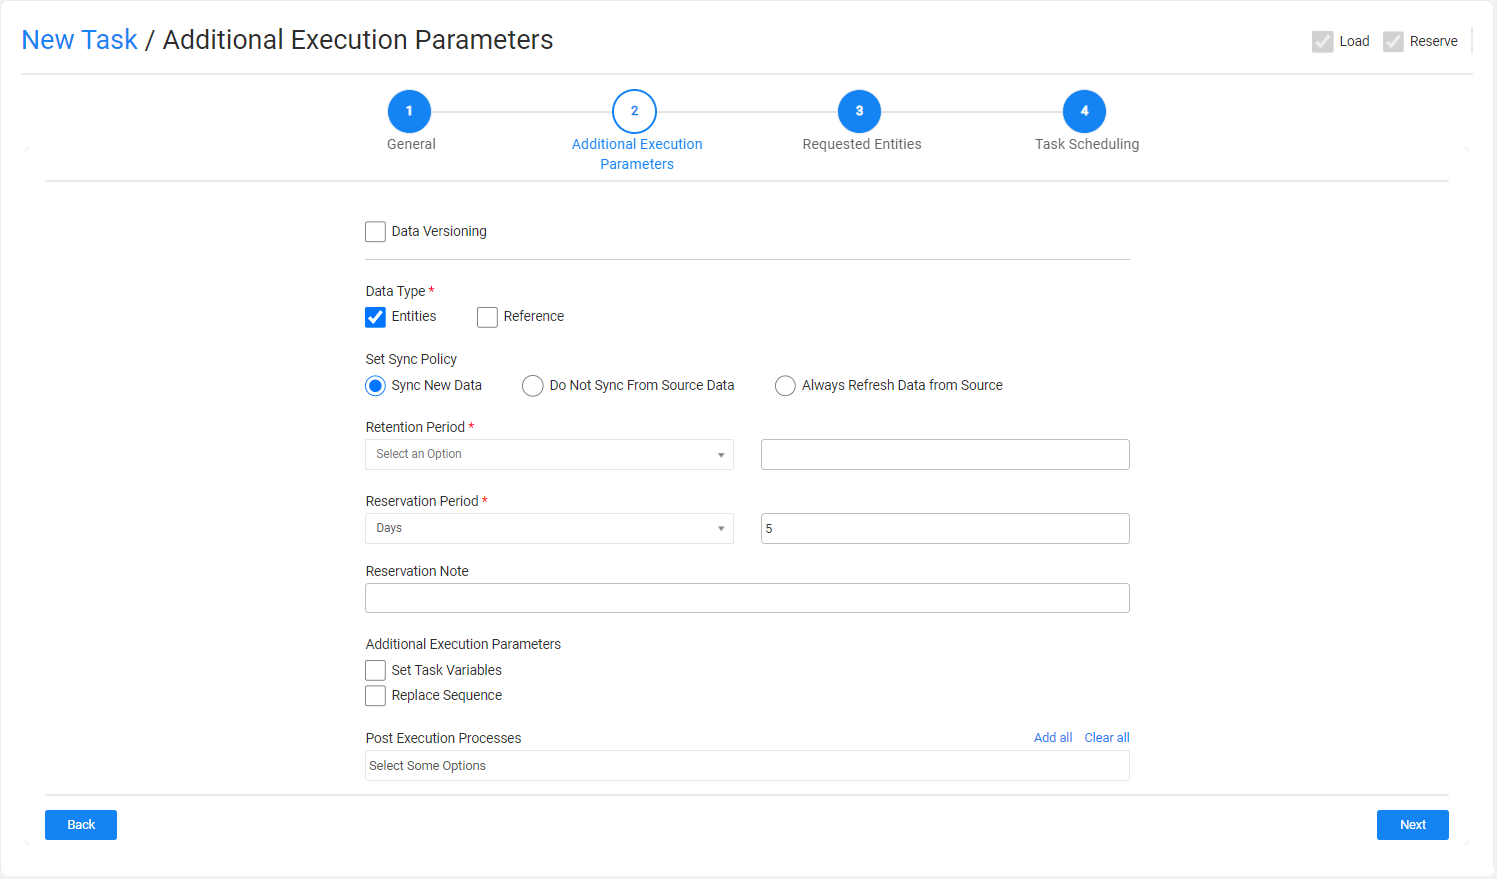 New Task / Additional Execution Parameters
Load Reserve
1 2 3 4
General Additional Execution Requested Entities Task Scheduling
Parameters
Data Versioning
Data Type *
Entities Reference
Set Sync Policy
Sync New Data Do Not Sync From Source Data Always Refresh Data from Source
Retention Period *
Select an Option
Reservation Period *
Days 5
Reservation Note
Additional Execution Parameters
Set Task Variables
Replace Sequence
Post Execution Processes Add all Clear all
Select Some Options
Back Next